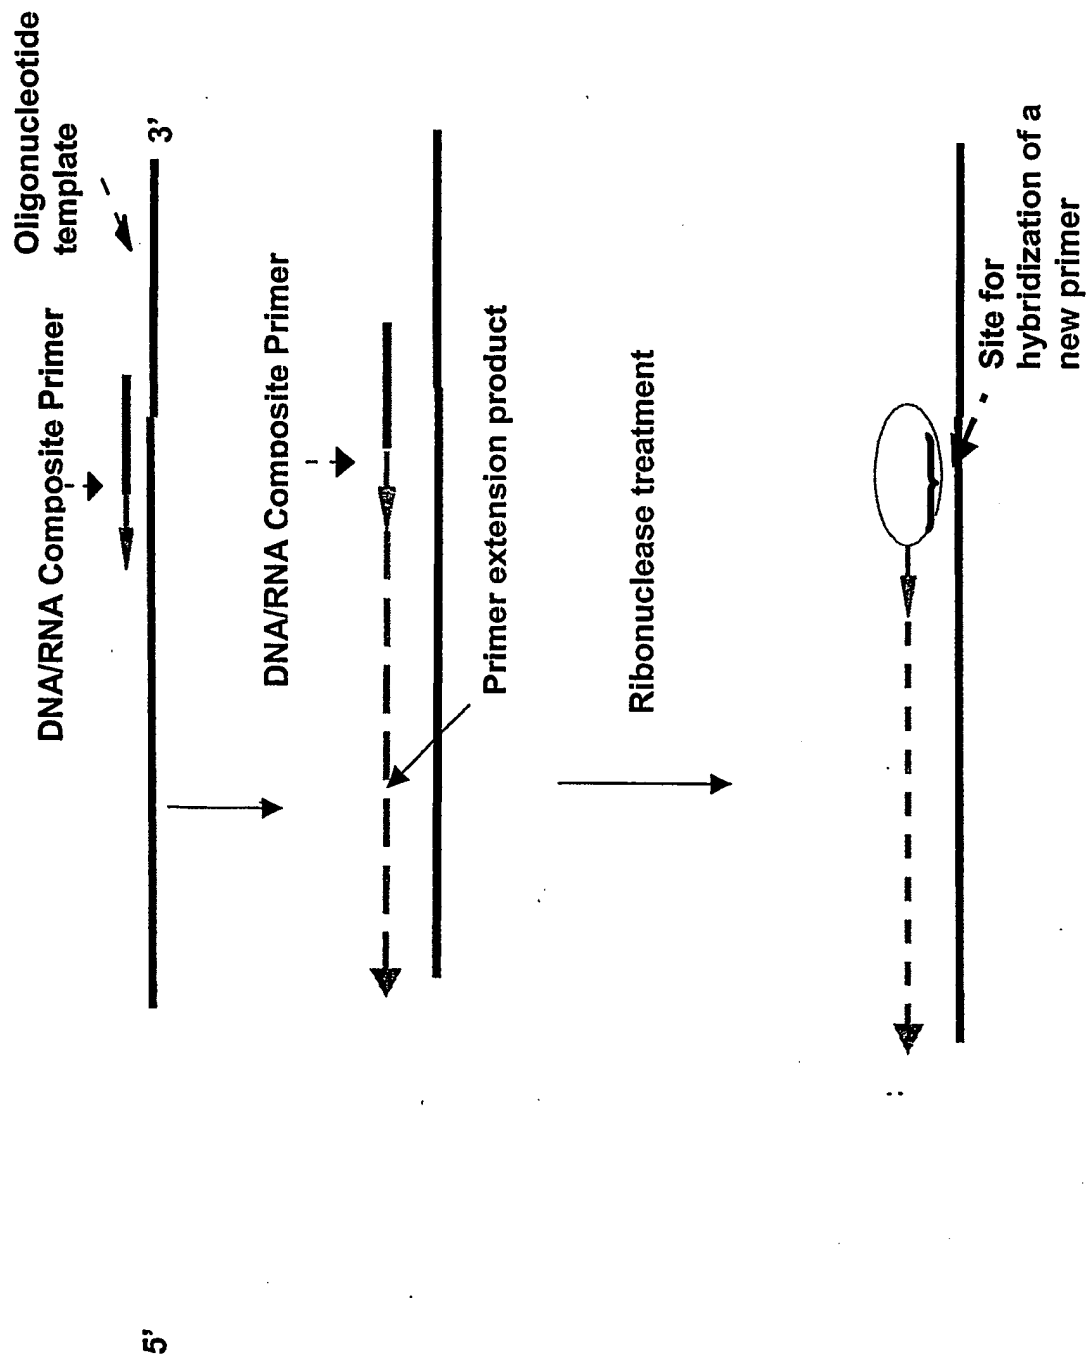 Oligonucleotide
template
DNA/RNA Composite Primer
5'
3'
DNA/RNA Composite Primer
Primer extension product
Ribonuclease treatment
Site for
hybridization of a
new primer